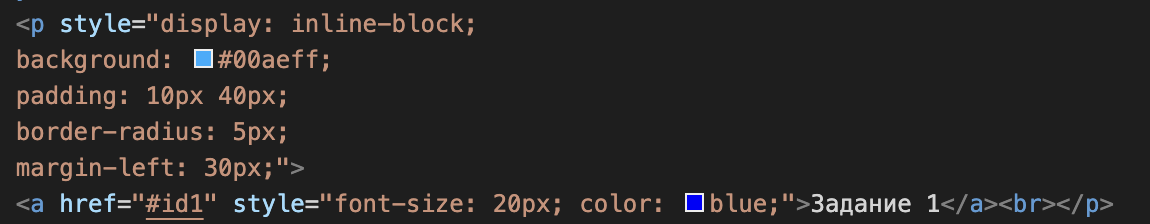 <p style="display: inline-block;
background: #00aeff;
padding: 10px 40px;
border-radius: 5px;
margin-left: 30px;">
<a href="#id1" style="font-size: 20px; color: blue;">Задание 1</a><br></p>